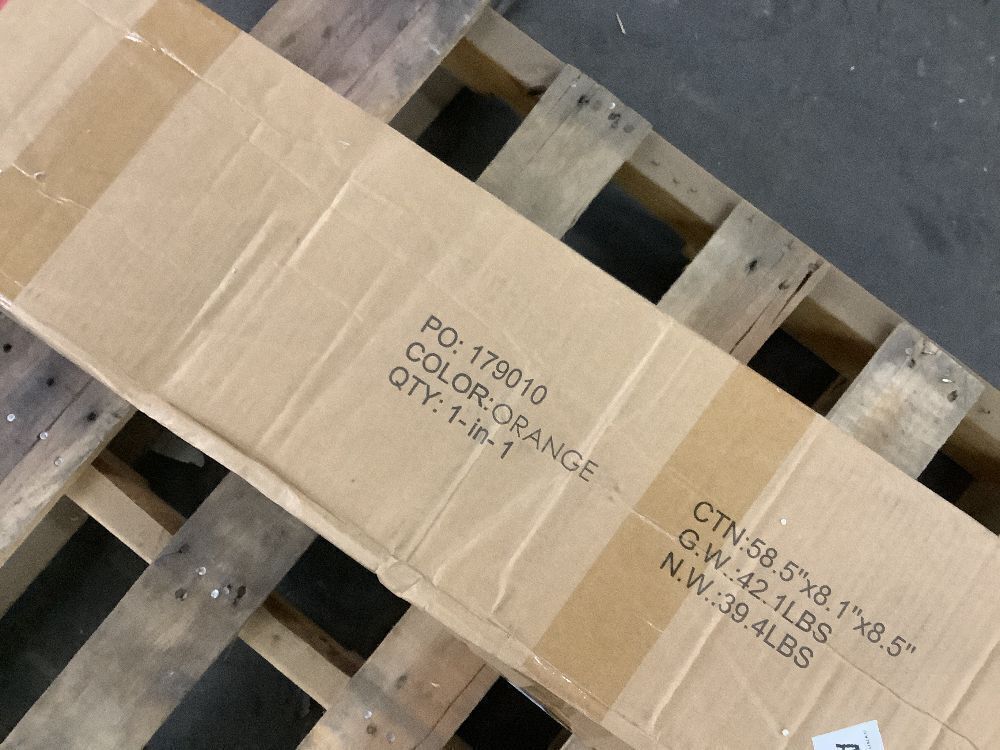 PO: 179010
COLOR:ORANGE
QTY: 1-in-1
CTN:58.5"x8.1"x8.5"
G.W.:42.1LBS
N.W.:39.4LBS